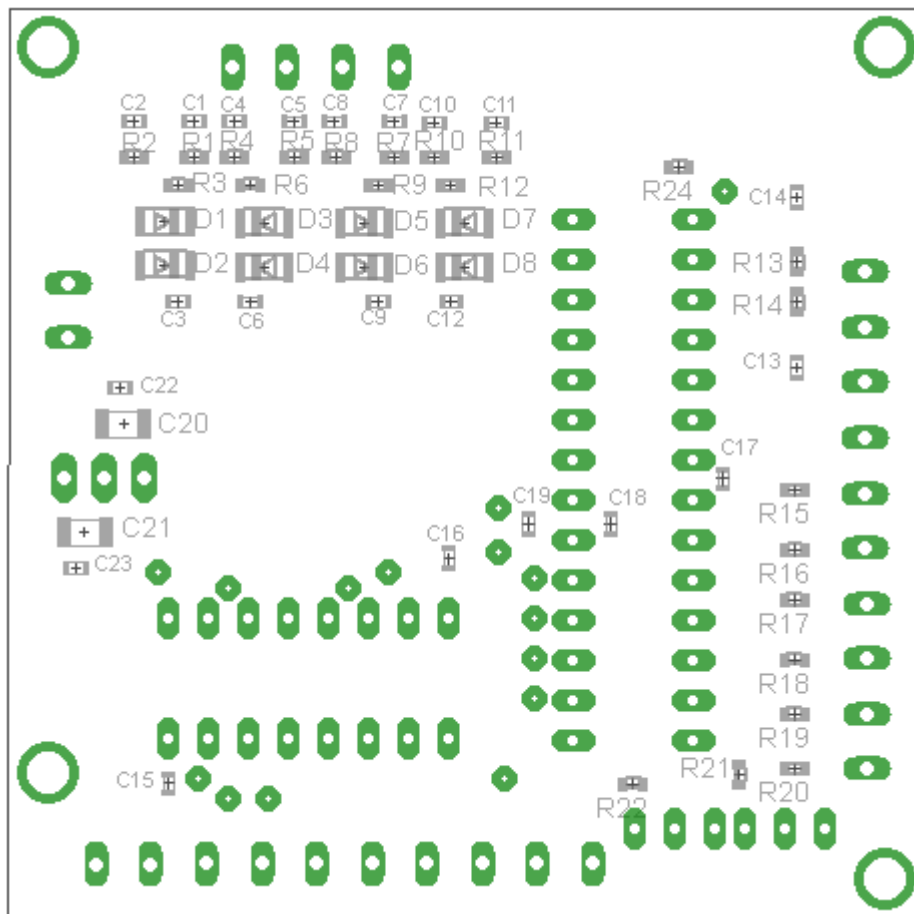 C2 C1 C4 C5 C8 C7 C10 C11
R2 R1 R4 R5 R8 R7 R10 R11
R3 R6 R9 R12 R24 C14
D1 D3 D5 D7
D2 D4 D6 D8 R13
C3 C6 C9 C12 R14
C13
C22
C20
C17
C21 C19 C18 R15
C16
C23 R16
R17
R18
R19
C15 R21 R20
R22